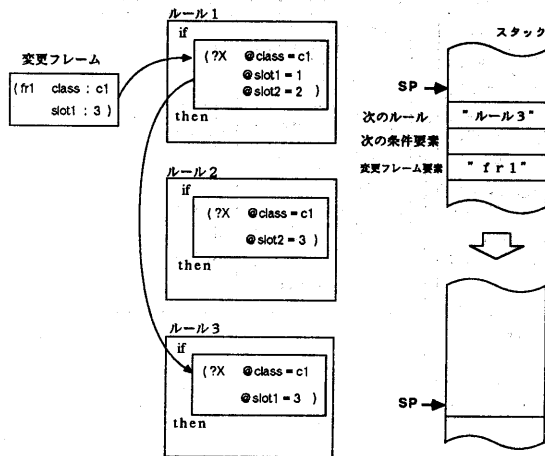 ルール1
if
(?X @class = c1
@slot1 = 1
@slot2 = 2 )
then
変更フレーム
(fr1 class : c1
slot1 : 3 )
ルール2
if
(?X @class = c1
@slot2 = 3 )
then
ルール3
if
(?X @class = c1
@slot1 = 3 )
then
スタック
SP
次のルール "ルール3"
次の条件要素
変更フレーム要素 "fr1"
SP